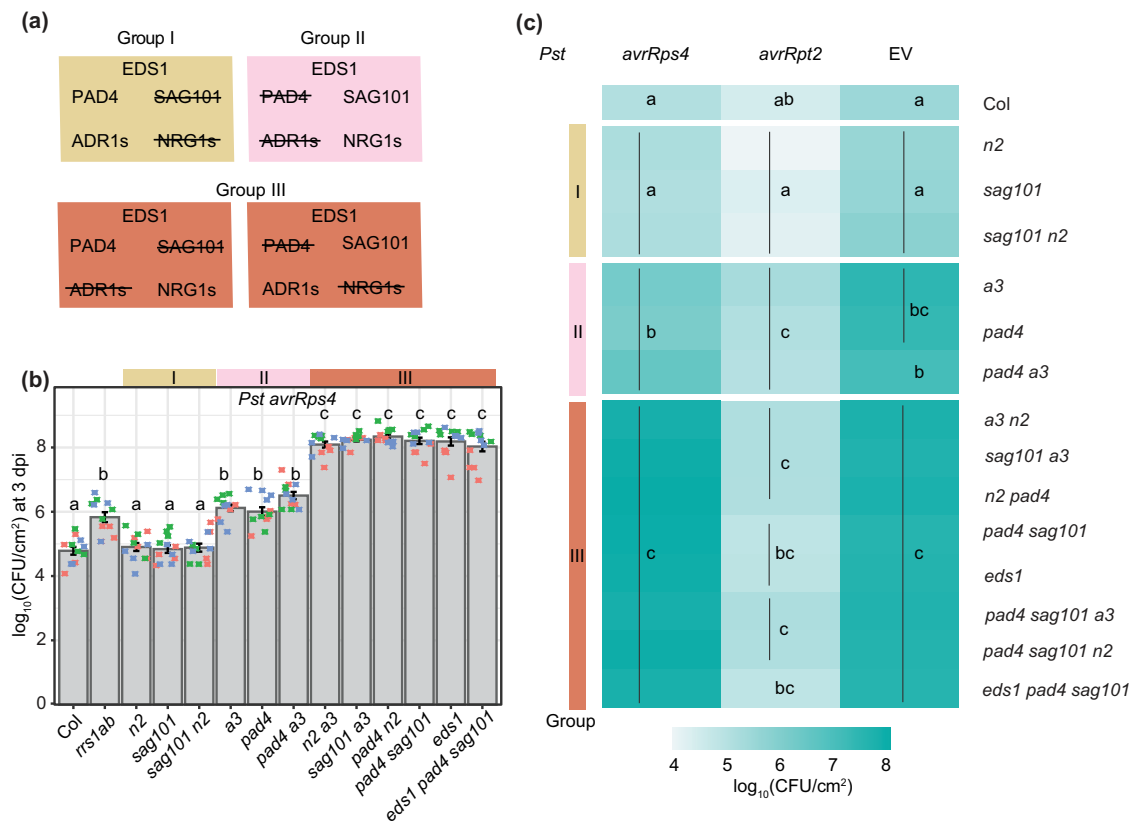 (a)
Group I
Group II
EDS1
PAD4 SAG101
ADR1s NRG1s
EDS1
PAD4 SAG101
ADR1s NRG1s
Group III
EDS1
PAD4 SAG101
ADR1s NRG1s
EDS1
PAD4 SAG101
ADR1s NRG1s
(b)
I II III
Pst avrRps4
a b a a a b b b c c c c c c
log10(CFU/cm2) at 3 dpi
8
6
4
2
0
Col
rrs1ab
n2
sag101
sag101 n2
a3
pad4
pad4 a3
n2 a3
sag101 a3
pad4 n2
pad4 sag101
eds1
eds1 pad4 sag101
(c)
Pst avrRps4 avrRpt2 EV
a ab a Col
n2
I a a a sag101
sag101 n2
a3
bc
II b c pad4
b pad4 a3
a3 n2
c sag101 a3
n2 pad4
pad4 sag101
III c bc c
eds1
pad4 sag101 a3
c
pad4 sag101 n2
bc eds1 pad4 sag101
Group
4 5 6 7 8
log10(CFU/cm2)